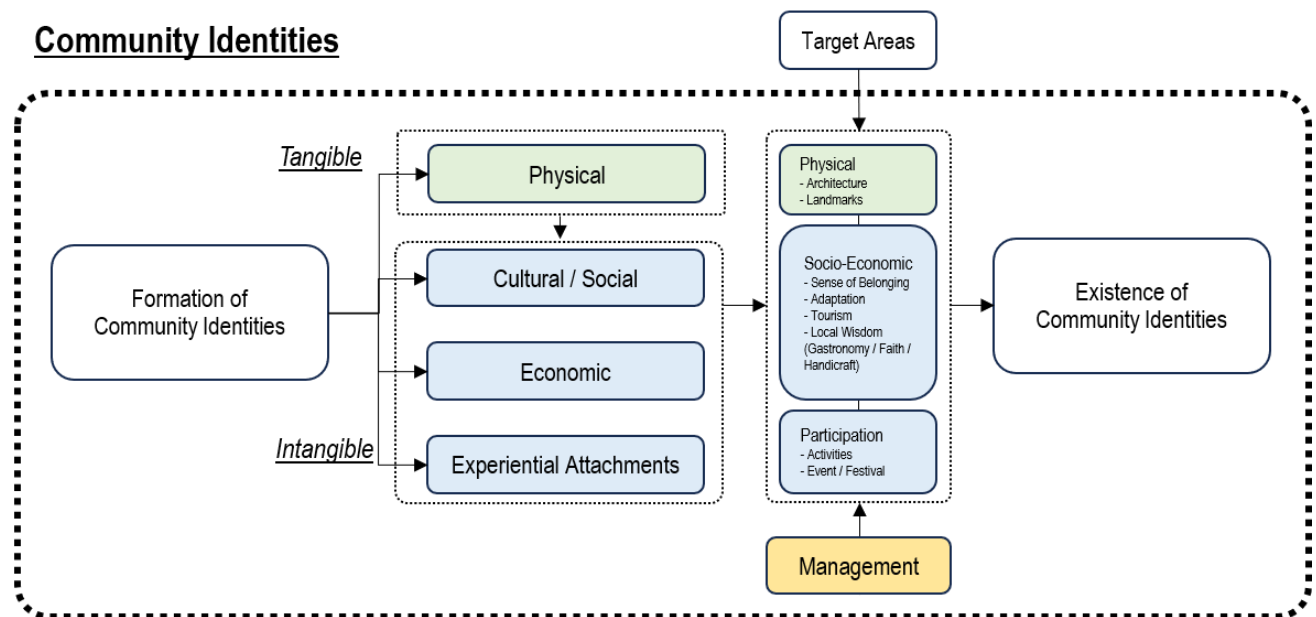 Community Identities
Target Areas
Tangible
Physical
Cultural / Social
Economic
Intangible
Experiential Attachments
Formation of
Community Identities
Physical
- Architecture
- Landmarks
Socio-Economic
- Sense of Belonging
- Adaptation
- Tourism
- Local Wisdom
(Gastronomy / Faith /
Handicraft)
Participation
- Activities
- Event / Festival
Management
Existence of
Community Identities